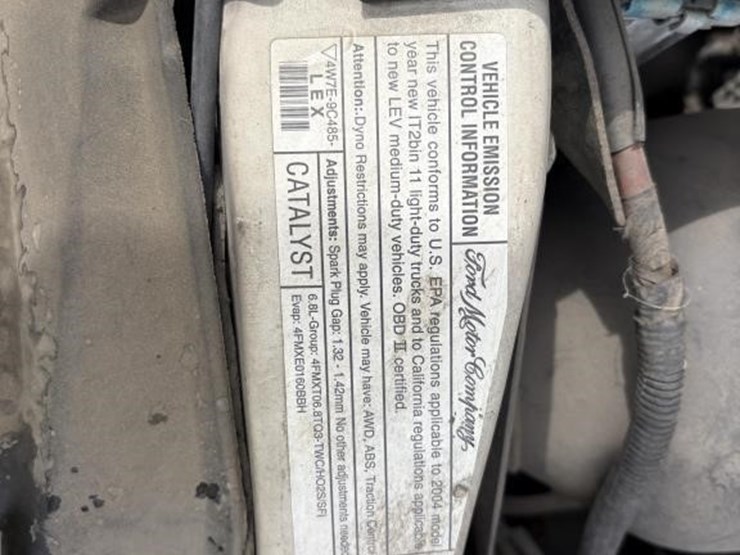 VEHICLE EMISSION
CONTROL INFORMATION
Ford Motor Company
This vehicle conforms to U.S. EPA regulations applicable to 2004 model
year new IT2bin 11 light-duty trucks and to California regulations applicable
to new LEV medium-duty vehicles. OBD II certified.
Attention:.Dyno Restrictions may apply. Vehicle may have: AWD, ABS, Traction Control
Adjustments: Spark Plug Gap: 1.32 - 1.42mm No other adjustments needed
4W7E-9C485-
LEX
CATALYST
6.8L-Group: 4FMXT06.8TQ3-TWC/HO2S/SFI
Evap: 4FMXE0160BBH